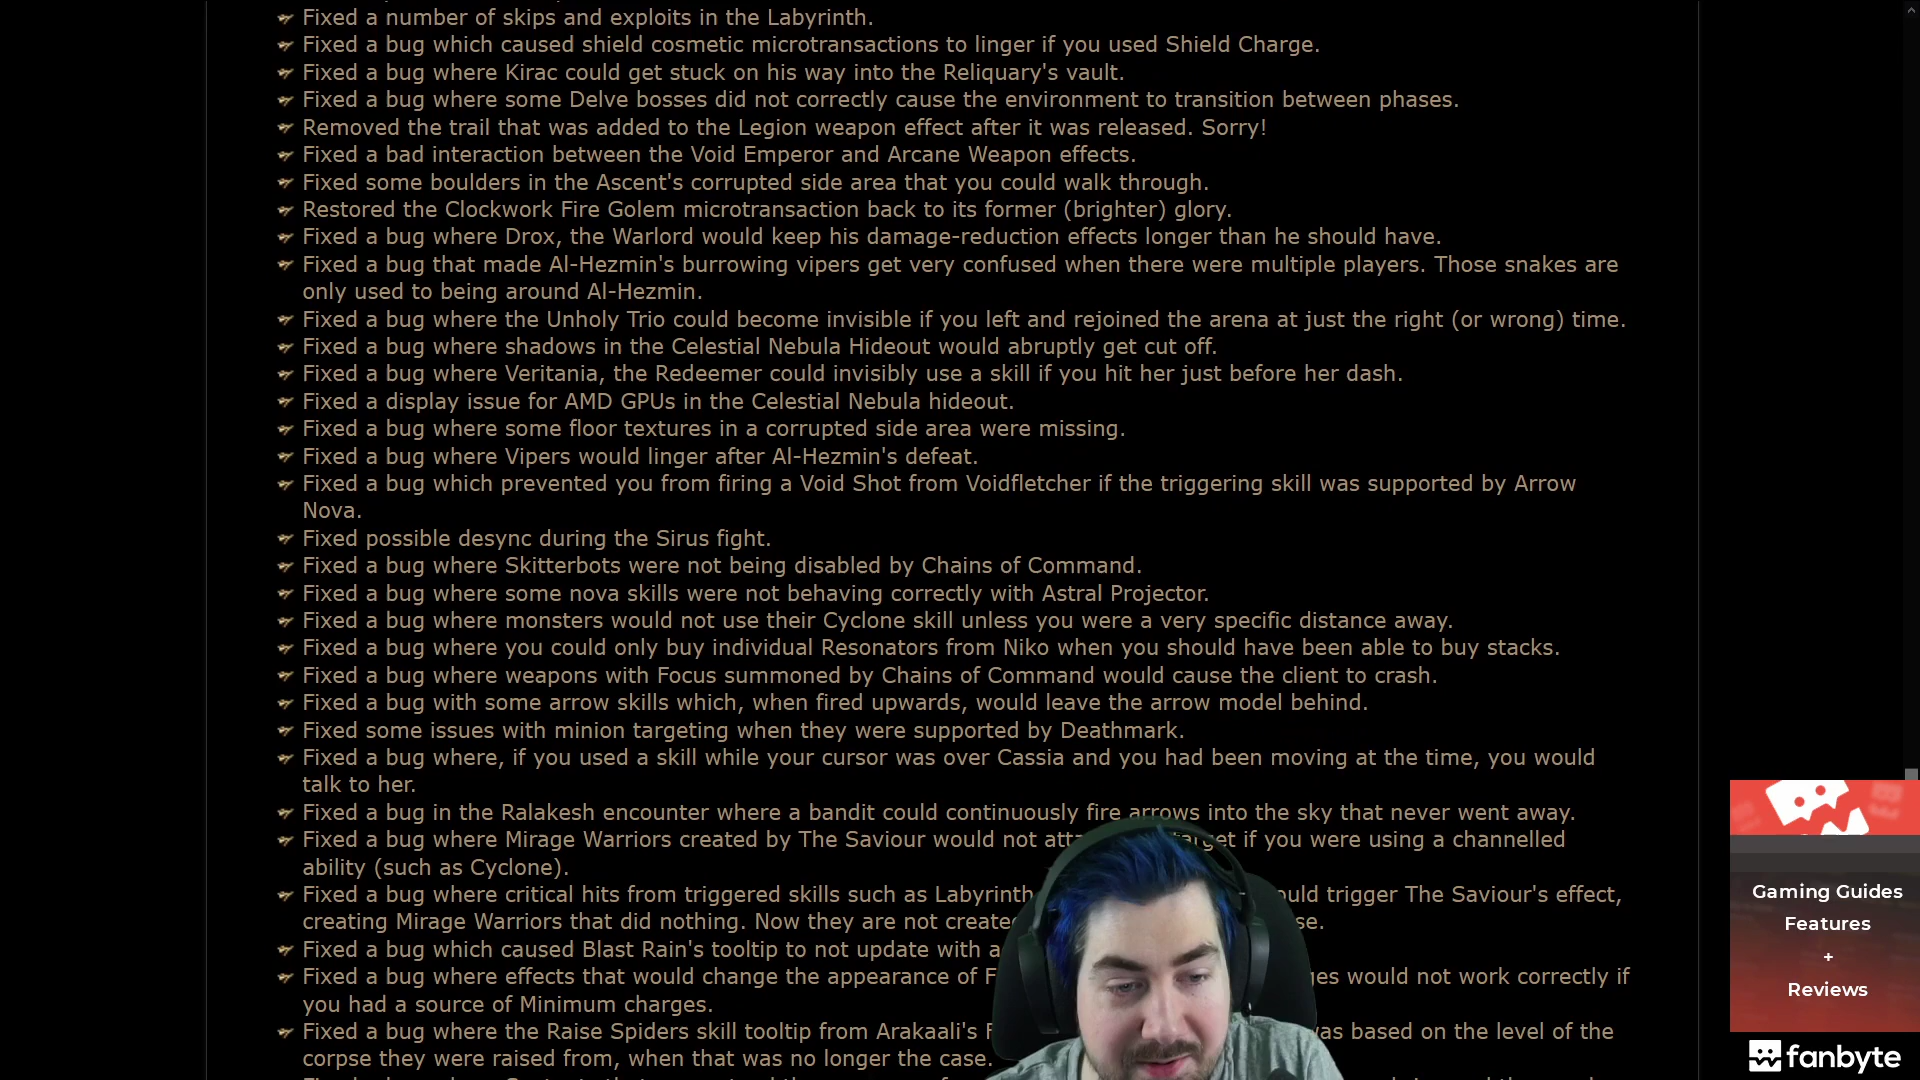 Fixed a number of skips and exploits in the Labyrinth.
Fixed a bug which caused shield cosmetic microtransactions to linger if you used Shield Charge.
Fixed a bug where Kirac could get stuck on his way into the Reliquary's vault.
Fixed a bug where some Delve bosses did not correctly cause the environment to transition between phases.
Removed the trail that was added to the Legion weapon effect after it was released. Sorry!
Fixed a bad interaction between the Void Emperor and Arcane Weapon effects.
Fixed some boulders in the Ascent's corrupted side area that you could walk through.
Restored the Clockwork Fire Golem microtransaction back to its former (brighter) glory.
Fixed a bug where Drox, the Warlord would keep his damage-reduction effects longer than he should have.
Fixed a bug that made Al-Hezmin's burrowing vipers get very confused when there were multiple players. Those snakes are
only used to being around Al-Hezmin.
Fixed a bug where the Unholy Trio could become invisible if you left and rejoined the arena at just the right (or wrong) time.
Fixed a bug where shadows in the Celestial Nebula Hideout would abruptly get cut off.
Fixed a bug where Veritania, the Redeemer could invisibly use a skill if you hit her just before her dash.
Fixed a display issue for AMD GPUs in the Celestial Nebula hideout.
Fixed a bug where some floor textures in a corrupted side area were missing.
Fixed a bug where Vipers would linger after Al-Hezmin's defeat.
Fixed a bug which prevented you from firing a Void Shot from Voidfletcher if the triggering skill was supported by Arrow
Nova.
Fixed possible desync during the Sirus fight.
Fixed a bug where Skitterbots were not being disabled by Chains of Command.
Fixed a bug where some nova skills were not behaving correctly with Astral Projector.
Fixed a bug where monsters would not use their Cyclone skill unless you were a very specific distance away.
Fixed a bug where you could only buy individual Resonators from Niko when you should have been able to buy stacks.
Fixed a bug where weapons with Focus summoned by Chains of Command would cause the client to crash.
Fixed a bug with some arrow skills which, when fired upwards, would leave the arrow model behind.
Fixed some issues with minion targeting when they were supported by Deathmark.
Fixed a bug where, if you used a skill while your cursor was over Cassia and you had been moving at the time, you would
talk to her.
Fixed a bug in the Ralakesh encounter where a bandit could continuously fire arrows into the sky that never went away.
Fixed a bug where Mirage Warriors created by The Saviour would not if you were using a channelled
ability (such as Cyclone).
Fixed a bug where critical hits from triggered skills such as trigger The Saviour's effect,
creating Mirage Warriors that did nothing. Now they are not
Fixed a bug which caused Blast Rain's tooltip to not update with
Fixed a bug where effects that would change the appearance of would not work correctly if
you had a source of Minimum charges.
Fixed a bug where the Raise Spiders skill tooltip from Arakaali's was based on the level of the
corpse they were raised from, when that was no longer the case.
Gaming Guides
Features
+
Reviews
fanbyte